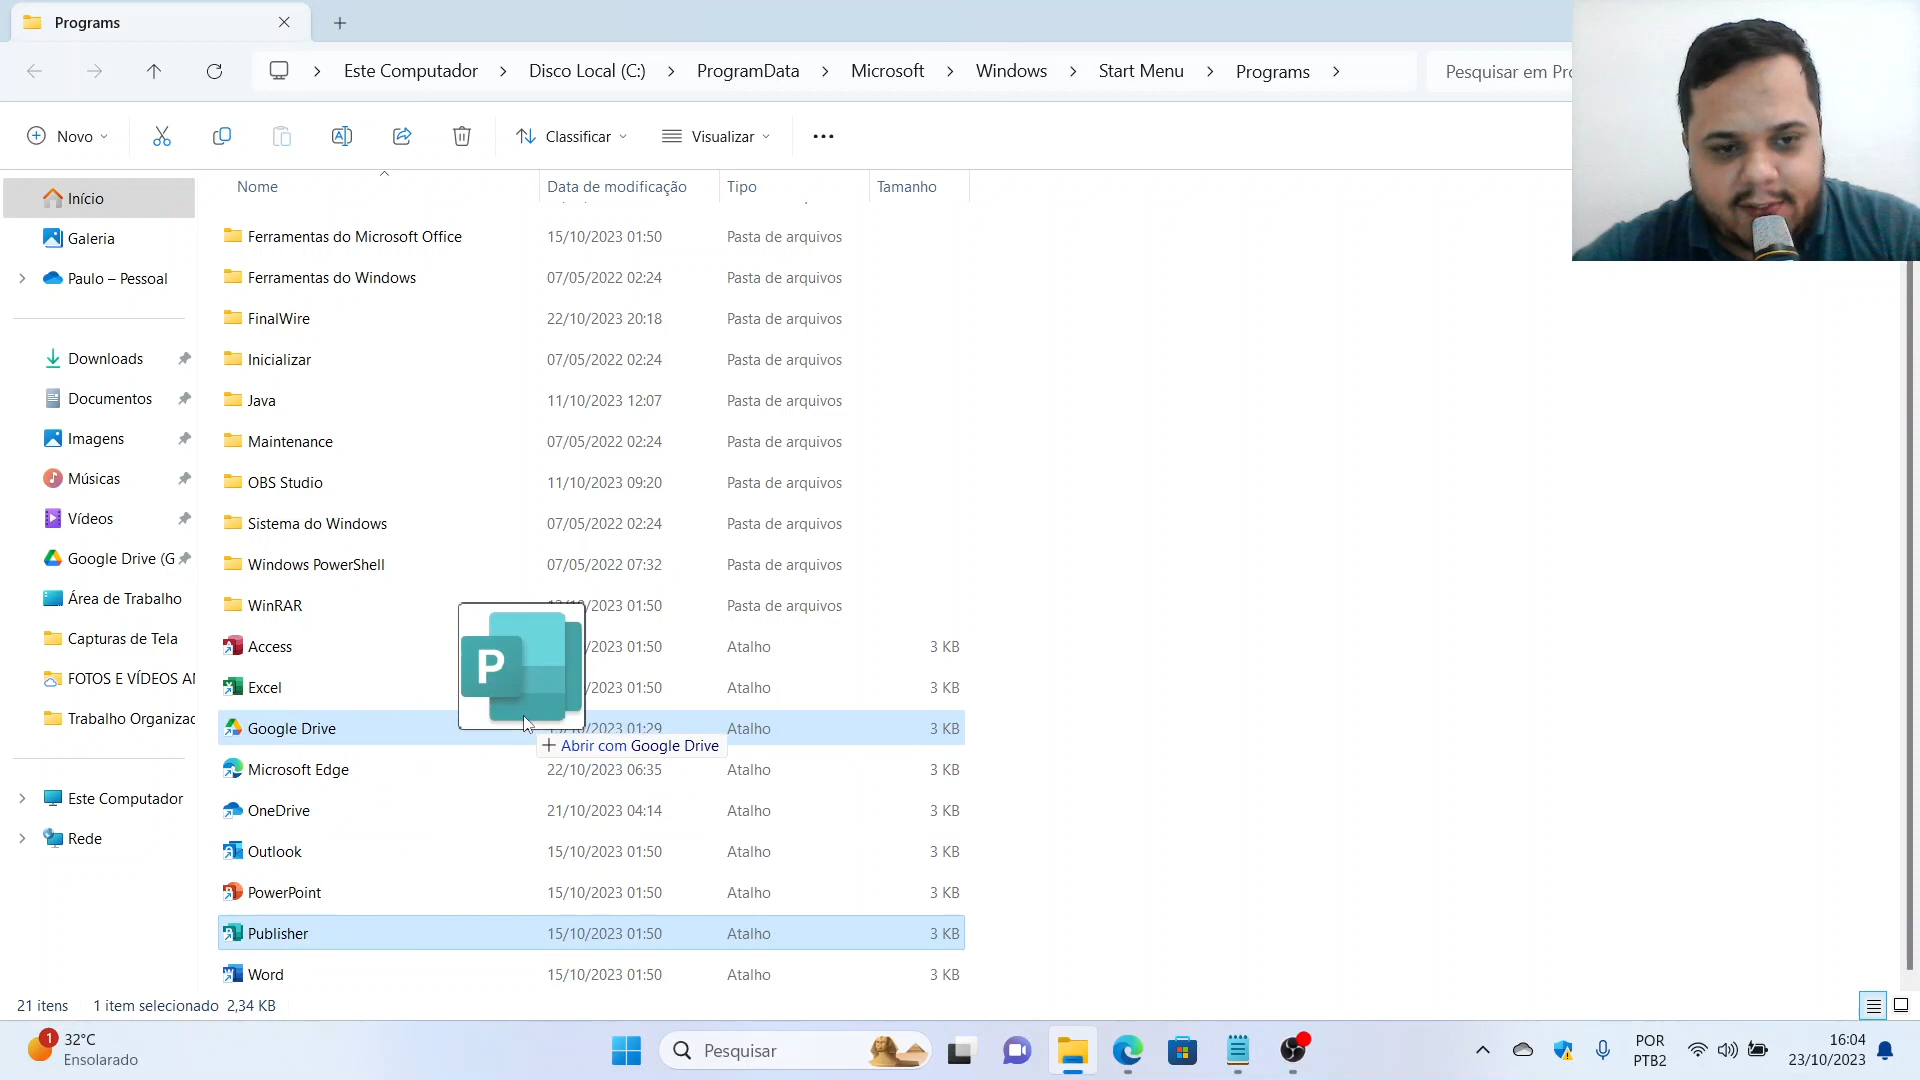 Programs
Este Computador > Disco Local (C:) > ProgramData > Microsoft > Windows > Start Menu > Programs >
Pesquisar em Pro
Novo
Classificar
Visualizar
Nome
Data de modificação
Tipo
Tamanho
Início
Galeria
Paulo – Pessoal
Downloads
Documentos
Imagens
Músicas
Vídeos
Google Drive (G
Área de Trabalho
Capturas de Tela
FOTOS E VÍDEOS AI
Trabalho Organizac
Este Computador
Rede
Ferramentas do Microsoft Office 15/10/2023 01:50 Pasta de arquivos
Ferramentas do Windows 07/05/2022 02:24 Pasta de arquivos
FinalWire 22/10/2023 20:18 Pasta de arquivos
Inicializar 07/05/2022 02:24 Pasta de arquivos
Java 11/10/2023 12:07 Pasta de arquivos
Maintenance 07/05/2022 02:24 Pasta de arquivos
OBS Studio 11/10/2023 09:20 Pasta de arquivos
Sistema do Windows 07/05/2022 02:24 Pasta de arquivos
Windows PowerShell 07/05/2022 07:32 Pasta de arquivos
WinRAR /2023 01:50 Pasta de arquivos
Access /2023 01:50 Atalho 3 KB
Excel /2023 01:50 Atalho 3 KB
Google Drive /2023 01:29 Atalho 3 KB
P
+ Abrir com Google Drive
Microsoft Edge 22/10/2023 06:35 Atalho 3 KB
OneDrive 21/10/2023 04:14 Atalho 3 KB
Outlook 15/10/2023 01:50 Atalho 3 KB
PowerPoint 15/10/2023 01:50 Atalho 3 KB
Publisher 15/10/2023 01:50 Atalho 3 KB
Word 15/10/2023 01:50 Atalho 3 KB
21 itens 1 item selecionado 2,34 KB
1
32°C
Ensolarado
Pesquisar
POR
PTB2
16:04
23/10/2023